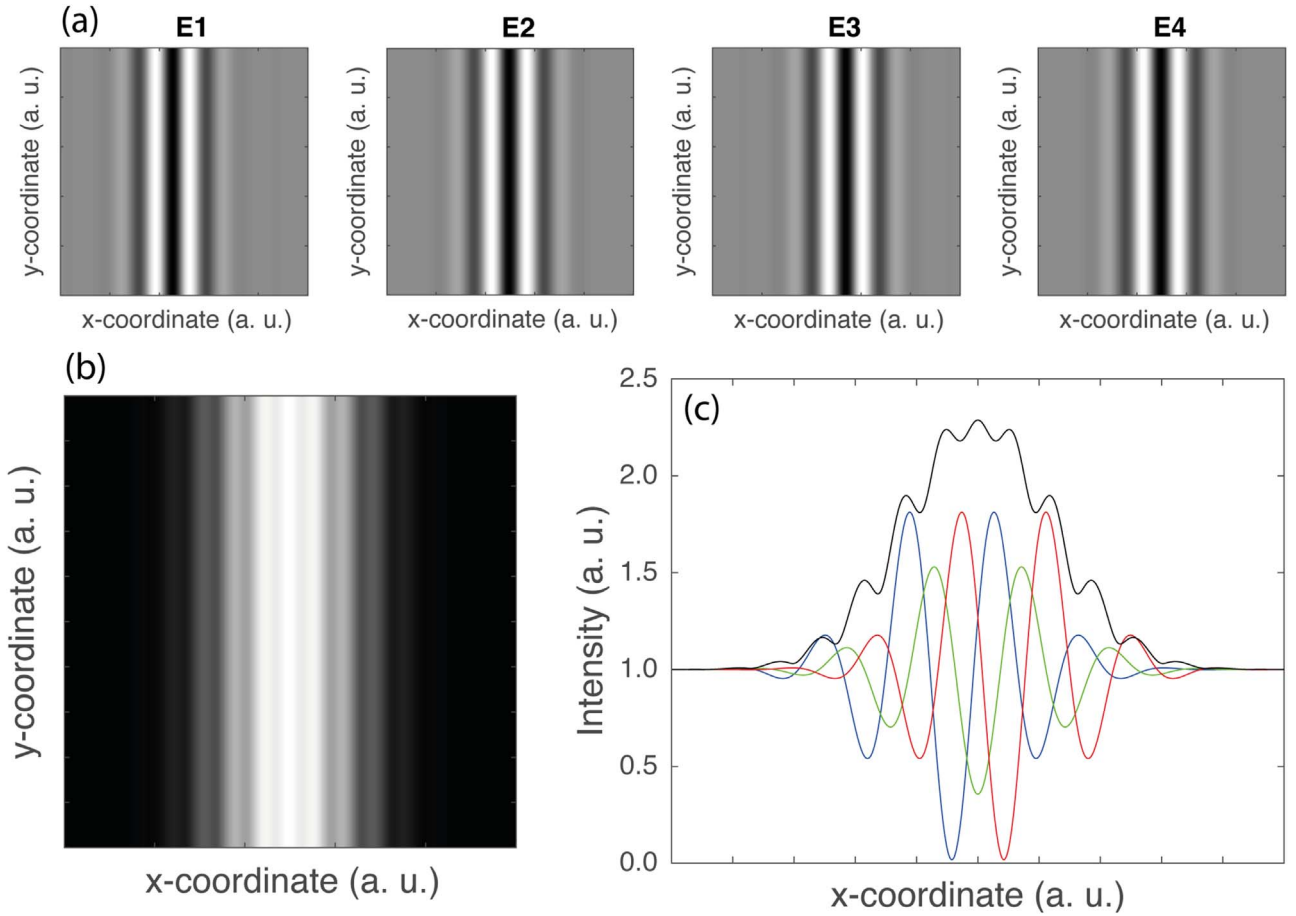 (a)
E1
E2
E3
E4
y-coordinate (a. u.)
y-coordinate (a. u.)
y-coordinate (a. u.)
y-coordinate (a. u.)
x-coordinate (a. u.)
x-coordinate (a. u.)
x-coordinate (a. u.)
x-coordinate (a. u.)
(b)
y-coordinate (a. u.)
x-coordinate (a. u.)
(c)
Intensity (a. u.)
2.5
2.0
1.5
1.0
0.5
0.0
x-coordinate (a. u.)